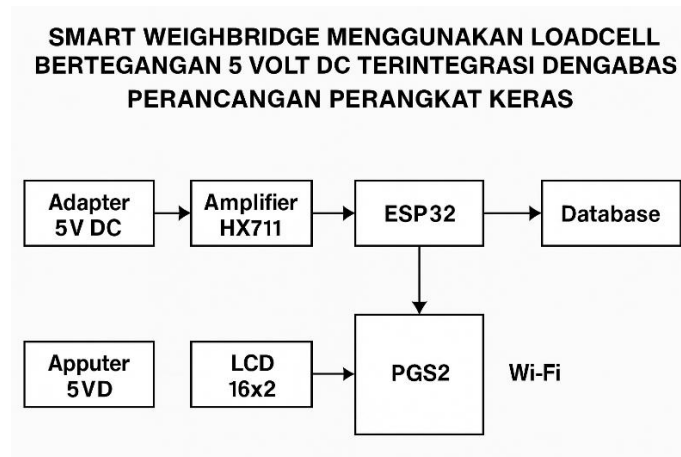 SMART WEIGHBRIDGE MENGGUNAKAN LOADCELL
BERTEGANGAN 5 VOLT DC TERINTEGRASI DENGABAS
PERANCANGAN PERANGKAT KERAS
Adapter
5V DC
Amplifier
HX711
ESP32
Database
Apputer
5VD
LCD
16x2
PGS2
Wi-Fi